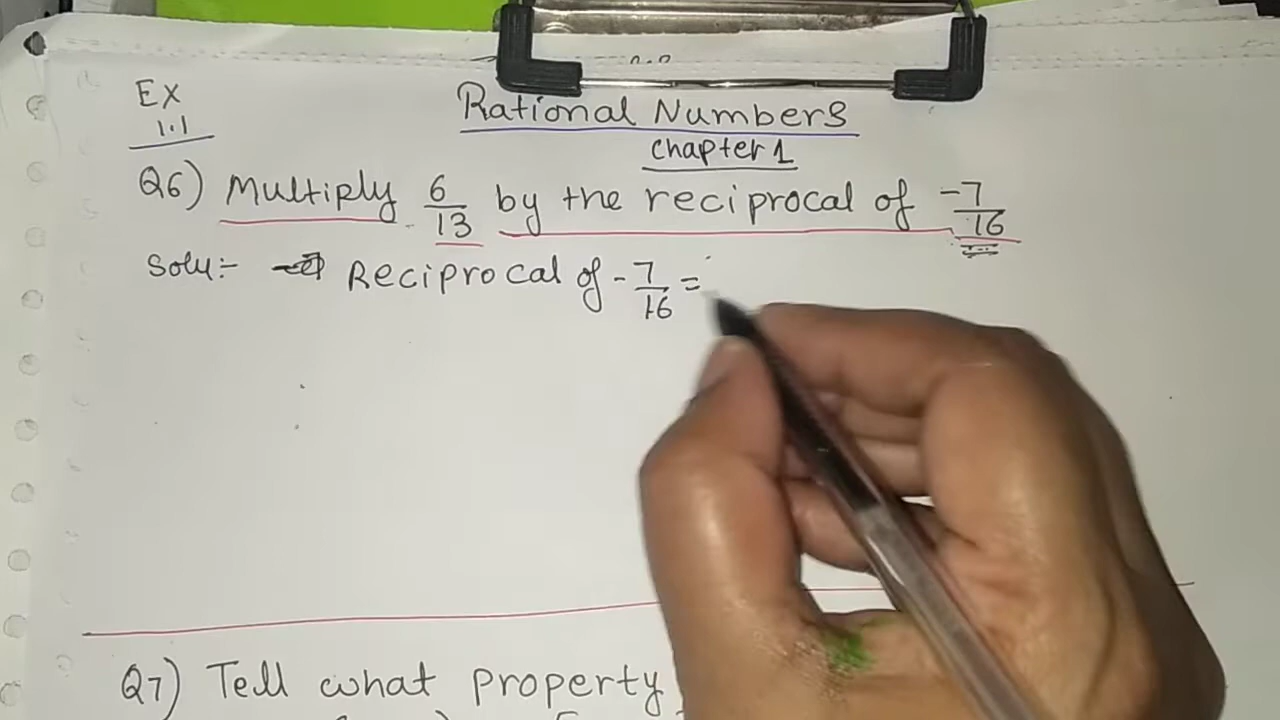 Ex
1.1
Rational Numbers
Chapter 1
Q6) Multiply 6/13 by the reciprocal of -7/16
Solu:- Reciprocal of -7/16 =
Q7) Tell what property